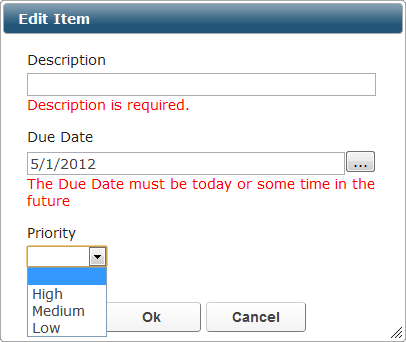 Edit Item
Description
Description is required.
Due Date
5/1/2012
...
The Due Date must be today or some time in the
future
Priority
High
Medium
Low
Ok
Cancel